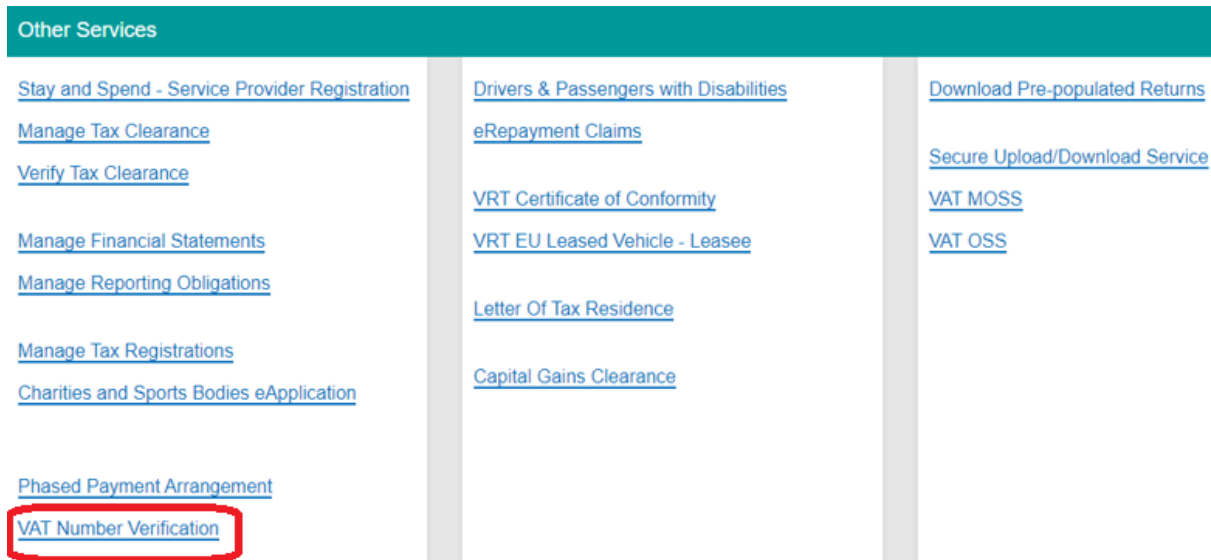 Other Services
Stay and Spend - Service Provider Registration
Manage Tax Clearance
Verify Tax Clearance
Manage Financial Statements
Manage Reporting Obligations
Manage Tax Registrations
Charities and Sports Bodies eApplication
Phased Payment Arrangement
VAT Number Verification
Drivers & Passengers with Disabilities
eRepayment Claims
VRT Certificate of Conformity
VRT EU Leased Vehicle - Leasee
Letter Of Tax Residence
Capital Gains Clearance
Download Pre-populated Returns
Secure Upload/Download Service
VAT MOSS
VAT OSS